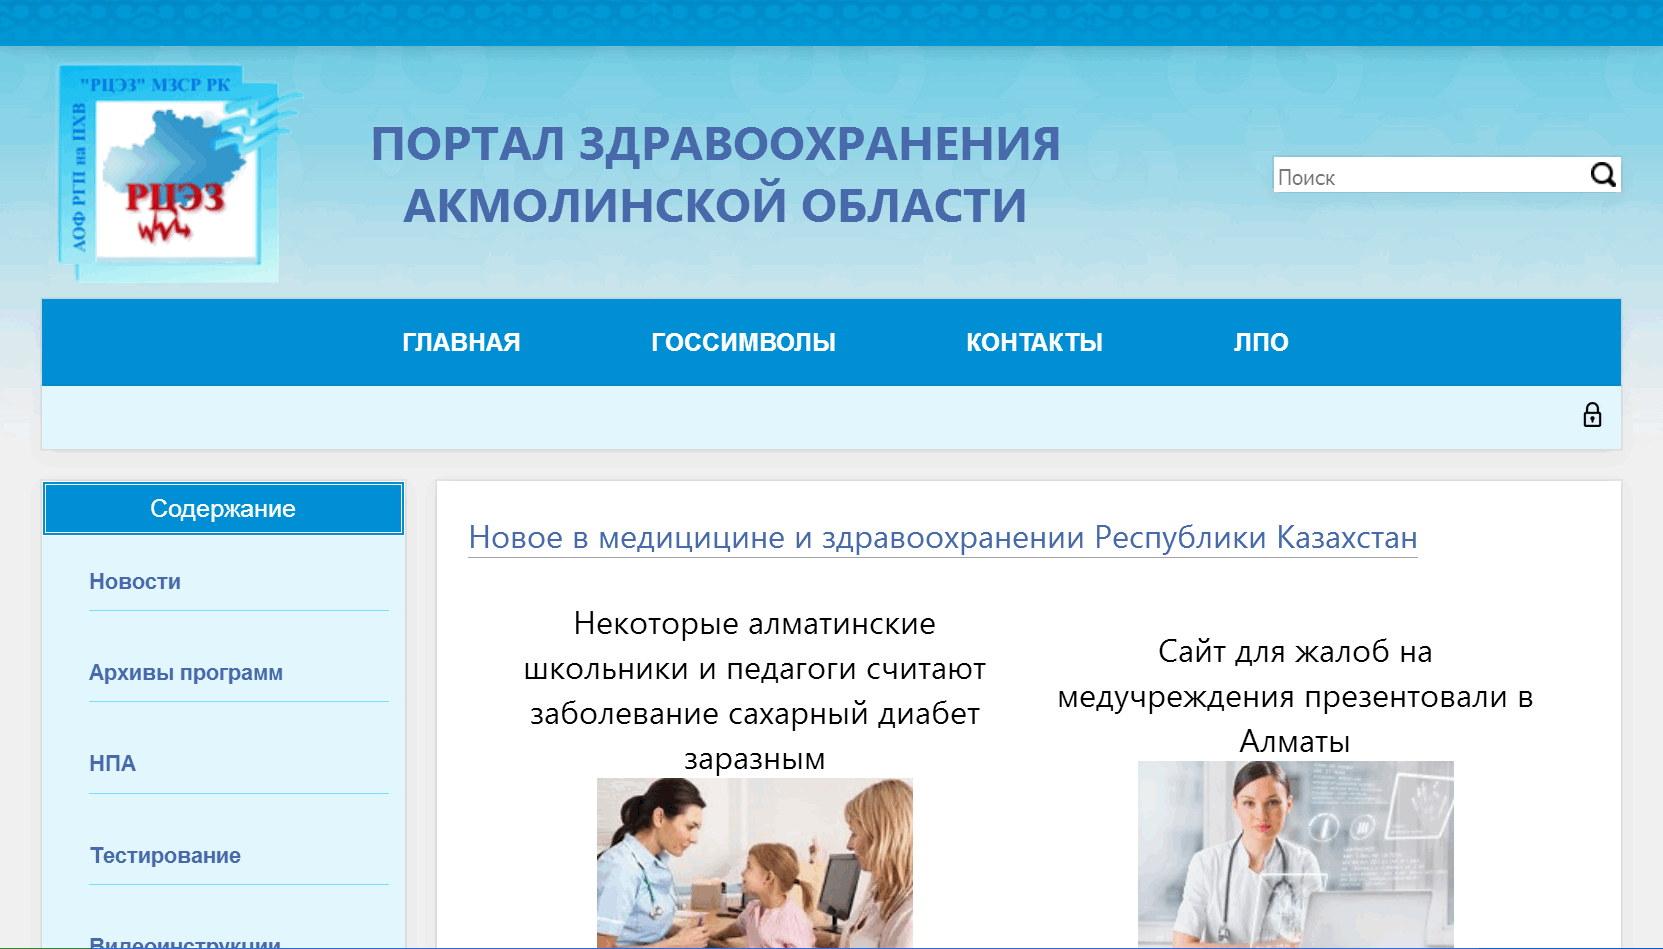 "РЦЭЗ" МЗСР РК
АОФ РГП на ПХВ
РЦЭЗ
ПОРТАЛ ЗДРАВООХРАНЕНИЯ
АКМОЛИНСКОЙ ОБЛАСТИ
Поиск
ГЛАВНАЯ
ГОССИМВОЛЫ
КОНТАКТЫ
ЛПО
Содержание
Новости
Архивы программ
НПА
Тестирование
Видеоинструкции
Новое в медицицине и здравоохранении Республики Казахстан
Некоторые алматинские
школьники и педагоги считают
заболевание сахарный диабет
заразным
Сайт для жалоб на
медучреждения презентовали в
Алматы